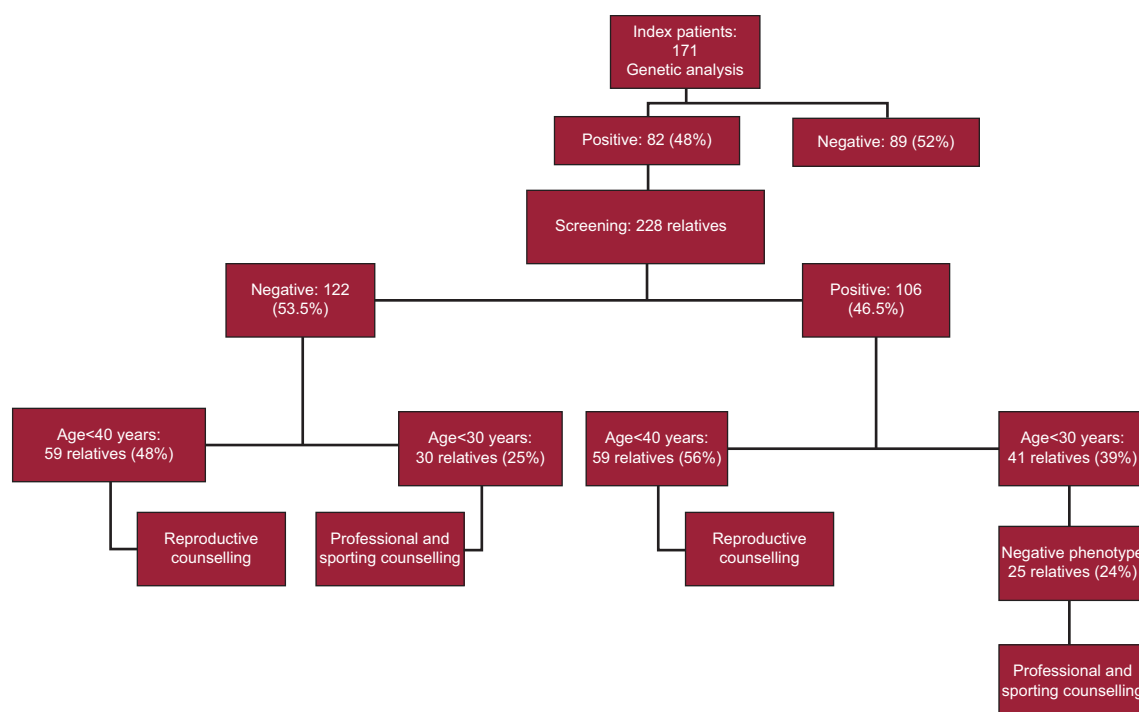 Index patients:
171
Genetic analysis
Positive: 82 (48%)
Negative: 89 (52%)
Screening: 228 relatives
Negative: 122
(53.5%)
Positive: 106
(46.5%)
Age<40 years:
59 relatives (48%)
Age<30 years:
30 relatives (25%)
Age<40 years:
59 relatives (56%)
Age<30 years:
41 relatives (39%)
Reproductive
counselling
Professional and
sporting counselling
Reproductive
counselling
Negative phenotype
25 relatives (24%)
Professional and
sporting counselling